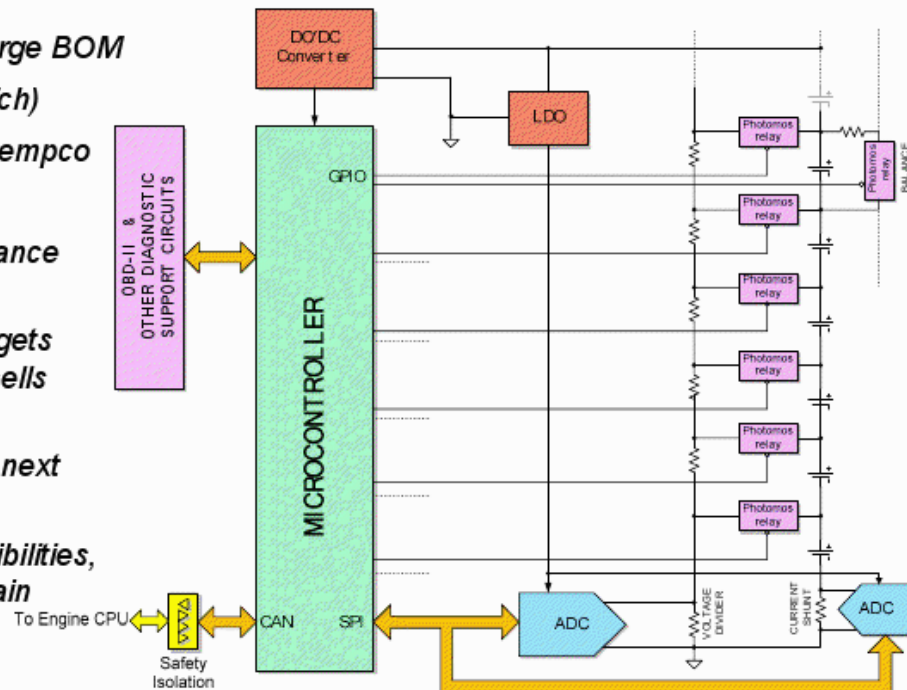 rge BOM
ch)
empco
ance
gets
ells
next
ibilities,
ain
DC/DC
Converter
LDO
OBD-II &
OTHER DIAGNOSTIC
SUPPORT CIRCUITS
MICROCONTROLLER
GPIO
CAN
SPI
To Engine CPU
Safety
Isolation
Photomos
relay
Photomos
relay
BALANCE
Photomos
relay
Photomos
relay
Photomos
relay
Photomos
relay
Photomos
relay
ADC
VOLTAGE
DIVIDER
CURRENT
SHUNT
ADC